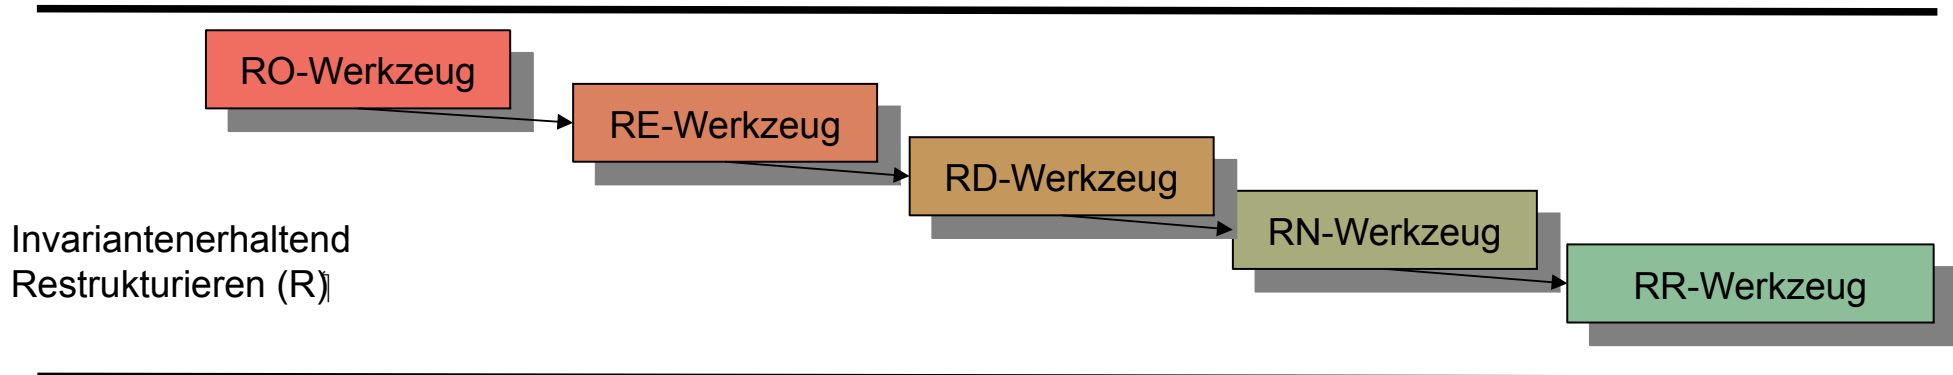 RO-Werkzeug
RE-Werkzeug
RD-Werkzeug
RN-Werkzeug
RR-Werkzeug
Invariantenerhaltend
Restrukturieren (R)